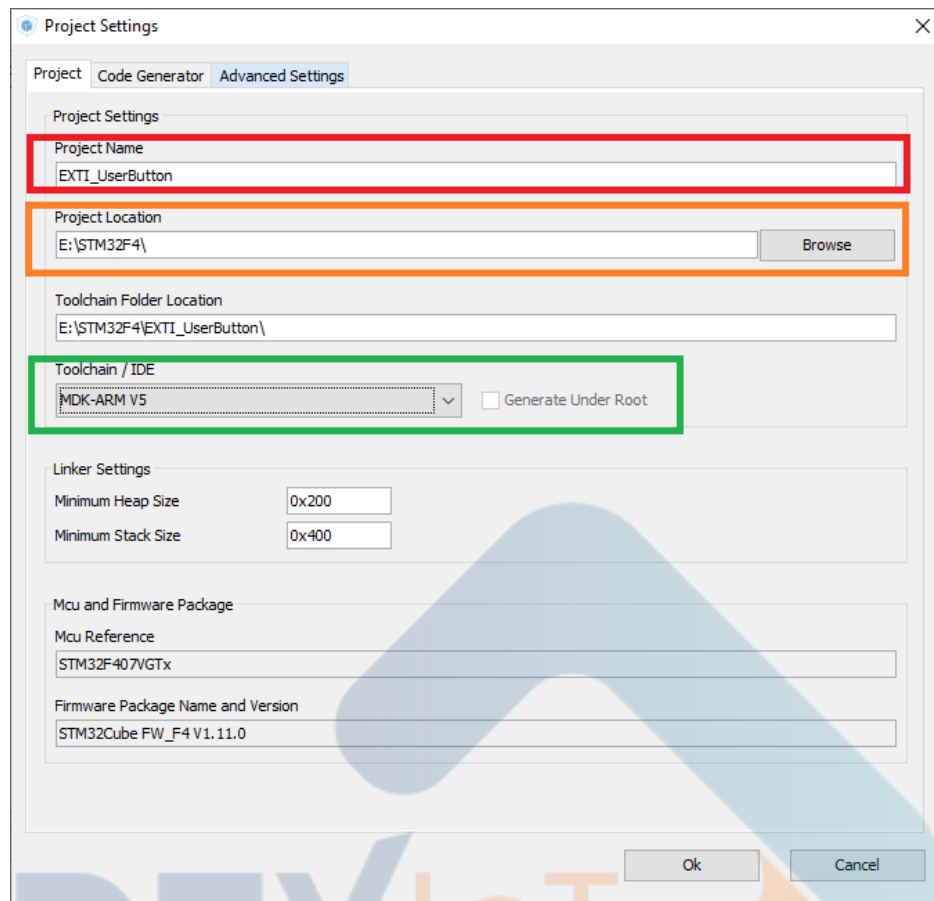 Project Settings
Project
Code Generator
Advanced Settings
Project Settings
Project Name
EXTI_UserButton
Project Location
E:\STM32F4\
Browse
Toolchain Folder Location
E:\STM32F4\EXTI_UserButton\
Toolchain / IDE
MDK-ARM V5
Generate Under Root
Linker Settings
Minimum Heap Size
0x200
Minimum Stack Size
0x400
Mcu and Firmware Package
Mcu Reference
STM32F407VGTx
Firmware Package Name and Version
STM32Cube FW_F4 V1.11.0
Ok
Cancel